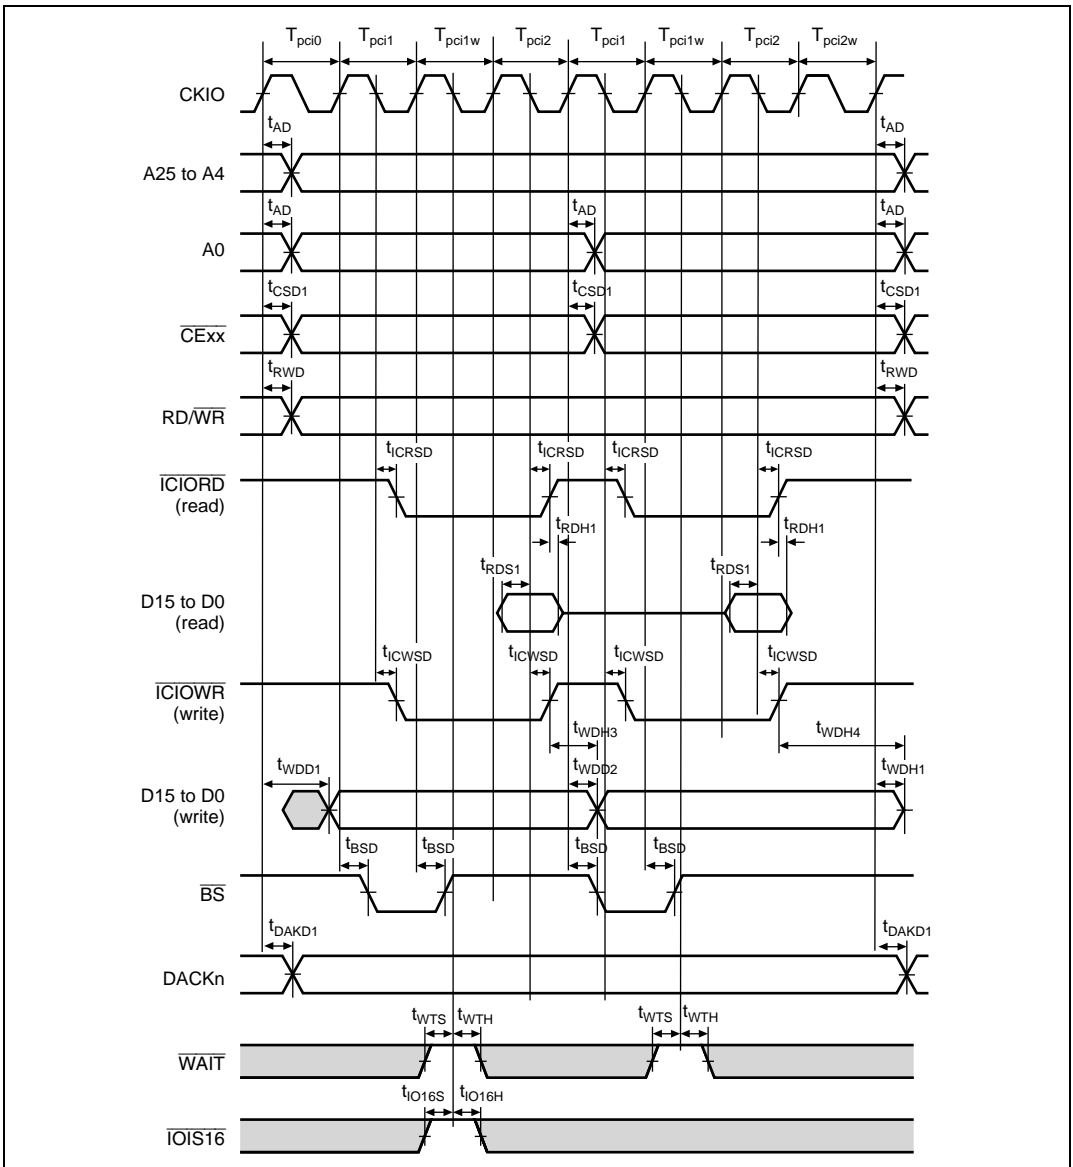 Tpci0 Tpci1 Tpci1w Tpci2 Tpci1 Tpci1w Tpci2 Tpci2w
CKIO
tAD tAD
A25 to A4
tAD tAD tAD
A0
tCSD1 tCSD1 tCSD1
CExx
tRWD tRWD
RD/WR
tICRSD tICRSD tICRSD tICRSD
ICIORD
(read)
tRDH1 tRDH1
tRDS1 tRDS1
D15 to D0
(read)
tICWSD tICWSD tICWSD tICWSD
ICIOWR
(write)
tWDH3 tWDH4
tWDD1 tWDD2 tWDH1
D15 to D0
(write)
tBSD tBSD tBSD tBSD
BS
tDAKD1 tDAKD1
DACKn
tWTS tWTH tWTS tWTH
WAIT
tIO16S tIO16H
IOIS16